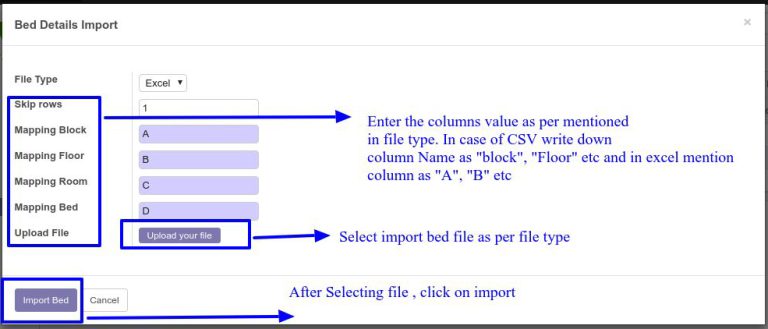 Bed Details Import
×
File Type
Excel
Skip rows
1
Mapping Block
A
Mapping Floor
B
Mapping Room
C
Mapping Bed
D
Upload File
Upload your file
Enter the columns value as per mentioned
in file type. In case of CSV write down
column Name as "block", "Floor" etc and in excel mention
column as "A", "B" etc
Select import bed file as per file type
After Selecting file , click on import
Import Bed
Cancel